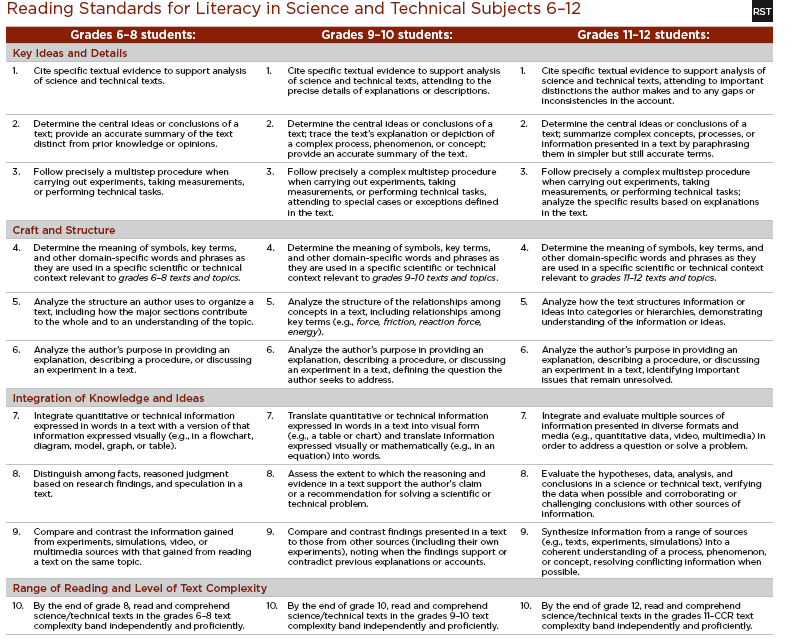 Reading Standards for Literacy in Science and Technical Subjects 6–12
RST
Grades 6–8 students:
Grades 9–10 students:
Grades 11–12 students:
Key Ideas and Details
1. Cite specific textual evidence to support analysis
of science and technical texts.
1. Cite specific textual evidence to support analysis
of science and technical texts, attending to the
precise details of explanations or descriptions.
1. Cite specific textual evidence to support analysis of
science and technical texts, attending to important
distinctions the author makes and to any gaps or
inconsistencies in the account.
2. Determine the central ideas or conclusions of a
text; provide an accurate summary of the text
distinct from prior knowledge or opinions.
2. Determine the central ideas or conclusions of a
text; trace the text's explanation or depiction of
a complex process, phenomenon, or concept;
provide an accurate summary of the text.
2. Determine the central ideas or conclusions of a
text; summarize complex concepts, processes, or
information presented in a text by paraphrasing
them in simpler but still accurate terms.
3. Follow precisely a multistep procedure when
carrying out experiments, taking measurements,
or performing technical tasks.
3. Follow precisely a complex multistep procedure
when carrying out experiments, taking
measurements, or performing technical tasks,
attending to special cases or exceptions defined
in the text.
3. Follow precisely a complex multistep procedure
when carrying out experiments, taking
measurements, or performing technical tasks;
analyze the specific results based on explanations
in the text.
Craft and Structure
4. Determine the meaning of symbols, key terms,
and other domain-specific words and phrases as
they are used in a specific scientific or technical
context relevant to grades 6–8 texts and topics.
4. Determine the meaning of symbols, key terms,
and other domain-specific words and phrases as
they are used in a specific scientific or technical
context relevant to grades 9–10 texts and topics.
4. Determine the meaning of symbols, key terms, and
other domain-specific words and phrases as they
are used in a specific scientific or technical context
relevant to grades 11–12 texts and topics.
5. Analyze the structure an author uses to organize a
text, including how the major sections contribute
to the whole and to an understanding of the topic.
5. Analyze the structure of the relationships among
concepts in a text, including relationships among
key terms (e.g., force, friction, reaction force,
energy).
5. Analyze how the text structures information or
ideas into categories or hierarchies, demonstrating
understanding of the information or ideas.
6. Analyze the author's purpose in providing an
explanation, describing a procedure, or discussing
an experiment in a text.
6. Analyze the author's purpose in providing an
explanation, describing a procedure, or discussing
an experiment in a text, defining the question the
author seeks to address.
6. Analyze the author's purpose in providing an
explanation, describing a procedure, or discussing
an experiment in a text, identifying important
issues that remain unresolved.
Integration of Knowledge and Ideas
7. Integrate quantitative or technical information
expressed in words in a text with a version of that
information expressed visually (e.g., in a flowchart,
diagram, model, graph, or table).
7. Translate quantitative or technical information
expressed in words in a text into visual form
(e.g., a table or chart) and translate information
expressed visually or mathematically (e.g., in an
equation) into words.
7. Integrate and evaluate multiple sources of
information presented in diverse formats and
media (e.g., quantitative data, video, multimedia) in
order to address a question or solve a problem.
8. Distinguish among facts, reasoned judgment
based on research findings, and speculation in a
text.
8. Assess the extent to which the reasoning and
evidence in a text support the author's claim
or a recommendation for solving a scientific or
technical problem.
8. Evaluate the hypotheses, data, analysis, and
conclusions in a science or technical text, verifying
the data when possible and corroborating or
challenging conclusions with other sources of
information.
9. Compare and contrast the information gained
from experiments, simulations, video, or
multimedia sources with that gained from reading
a text on the same topic.
9. Compare and contrast findings presented in a text
to those from other sources (including their own
experiments), noting when the findings support or
contradict previous explanations or accounts.
9. Synthesize information from a range of sources
(e.g., texts, experiments, simulations) into a
coherent understanding of a process, phenomenon,
or concept, resolving conflicting information when
possible.
Range of Reading and Level of Text Complexity
10. By the end of grade 8, read and comprehend
science/technical texts in the grades 6–8 text
complexity band independently and proficiently.
10. By the end of grade 10, read and comprehend
science/technical texts in the grades 9–10 text
complexity band independently and proficiently.
10. By the end of grade 12, read and comprehend
science/technical texts in the grades 11–CCR text
complexity band independently and proficiently.